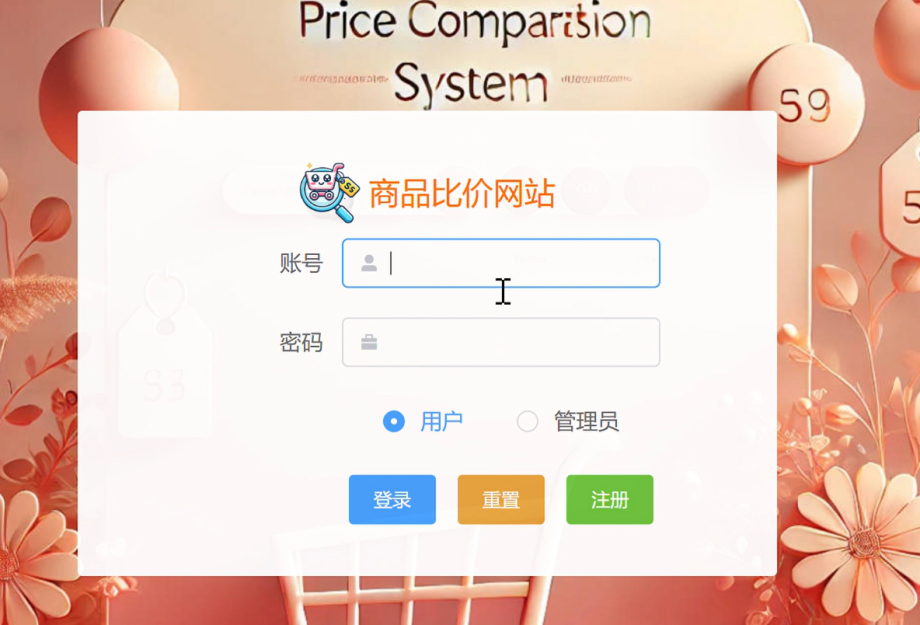 Price Compartsion
System
59
商品比价网站
$$
账号
密码
33
用户
管理员
登录
重置
注册